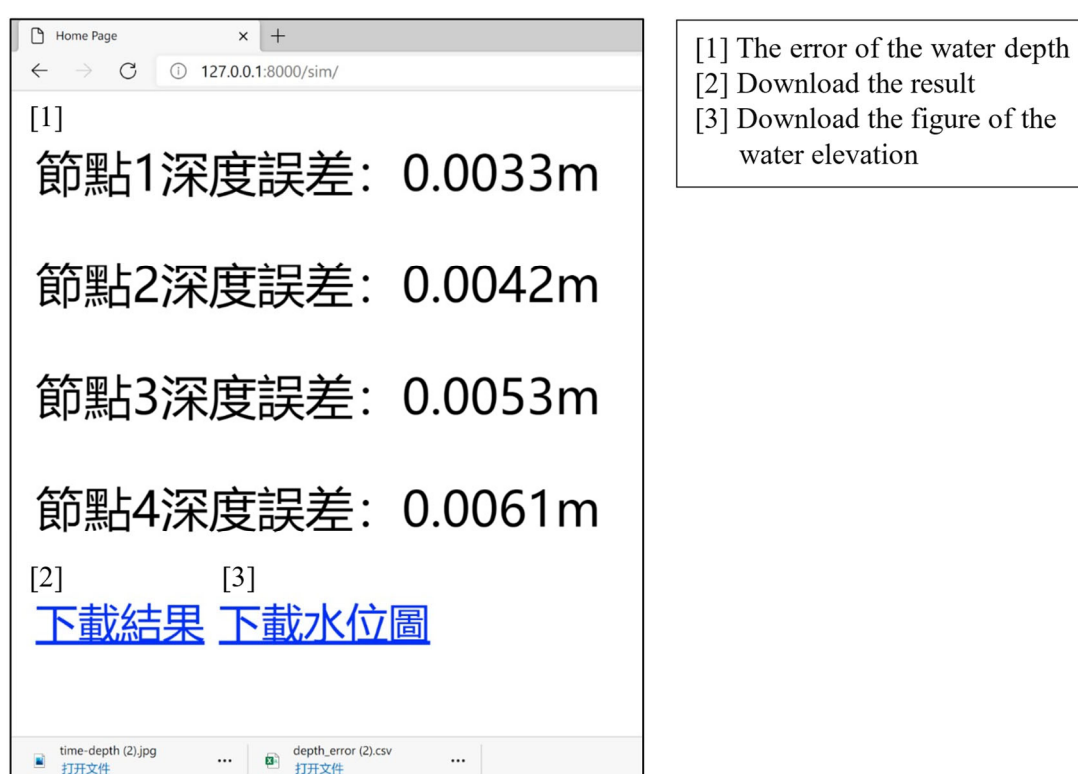 Home Page
127.0.0.1:8000/sim/
[1]
節點1深度誤差：0.0033m
節點2深度誤差：0.0042m
節點3深度誤差：0.0053m
節點4深度誤差：0.0061m
[2] [3]
下載結果 下載水位圖
time-depth (2).jpg
打开文件
depth_error (2).csv
打开文件
[1] The error of the water depth
[2] Download the result
[3] Download the figure of the
water elevation